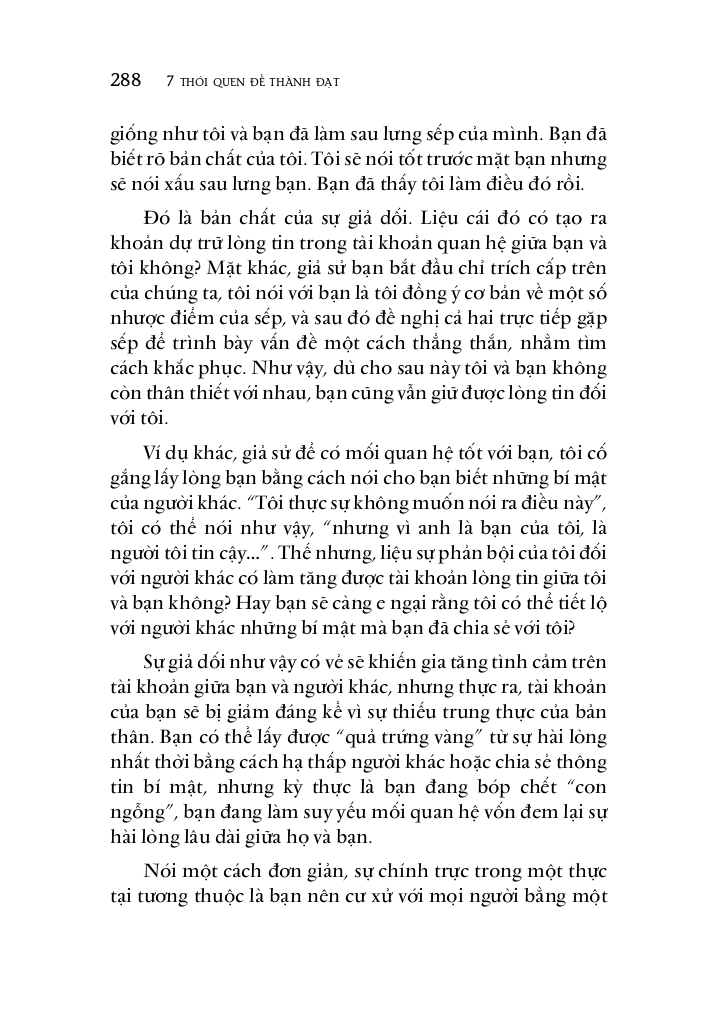 288 7 THÓI QUEN ĐỂ THÀNH ĐẠT
giống như tôi và bạn đã làm sau lưng sếp của mình. Bạn đã
biết rõ bản chất của tôi. Tôi sẽ nói tốt trước mặt bạn nhưng
sẽ nói xấu sau lưng bạn. Bạn đã thấy tôi làm điều đó rồi.
Đó là bản chất của sự giả dối. Liệu cái đó có tạo ra
khoản dự trữ lòng tin trong tài khoản quan hệ giữa bạn và
tôi không? Mặt khác, giả sử bạn bắt đầu chỉ trích cấp trên
của chúng ta, tôi nói với bạn là tôi đồng ý cơ bản về một số
nhược điểm của sếp, và sau đó đề nghị cả hai trực tiếp gặp
sếp để trình bày vấn đề một cách thẳng thắn, nhằm tìm
cách khắc phục. Như vậy, dù cho sau này tôi và bạn không
còn thân thiết với nhau, bạn cũng vẫn giữ được lòng tin đối
với tôi.
Ví dụ khác, giả sử để có mối quan hệ tốt với bạn, tôi cố
gắng lấy lòng bạn bằng cách nói cho bạn biết những bí mật
của người khác. “Tôi thực sự không muốn nói ra điều này”,
tôi có thể nói như vậy, “nhưng vì anh là bạn của tôi, là
người tôi tin cậy...”. Thế nhưng, liệu sự phản bội của tôi đối
với người khác có làm tăng được tài khoản lòng tin giữa tôi
và bạn không? Hay bạn sẽ càng e ngại rằng tôi có thể tiết lộ
với người khác những bí mật mà bạn đã chia sẻ với tôi?
Sự giả dối như vậy có vẻ sẽ khiến gia tăng tình cảm trên
tài khoản giữa bạn và người khác, nhưng thực ra, tài khoản
của bạn sẽ bị giảm đáng kể vì sự thiếu trung thực của bản
thân. Bạn có thể lấy được “quả trứng vàng” từ sự hài lòng
nhất thời bằng cách hạ thấp người khác hoặc chia sẻ thông
tin bí mật, nhưng kỳ thực là bạn đang bóp chết “con
ngỗng”, bạn đang làm suy yếu mối quan hệ vốn đem lại sự
hài lòng lâu dài giữa họ và bạn.
Nói một cách đơn giản, sự chính trực trong một thực
tại tương thuộc là bạn nên cư xử với mọi người bằng một